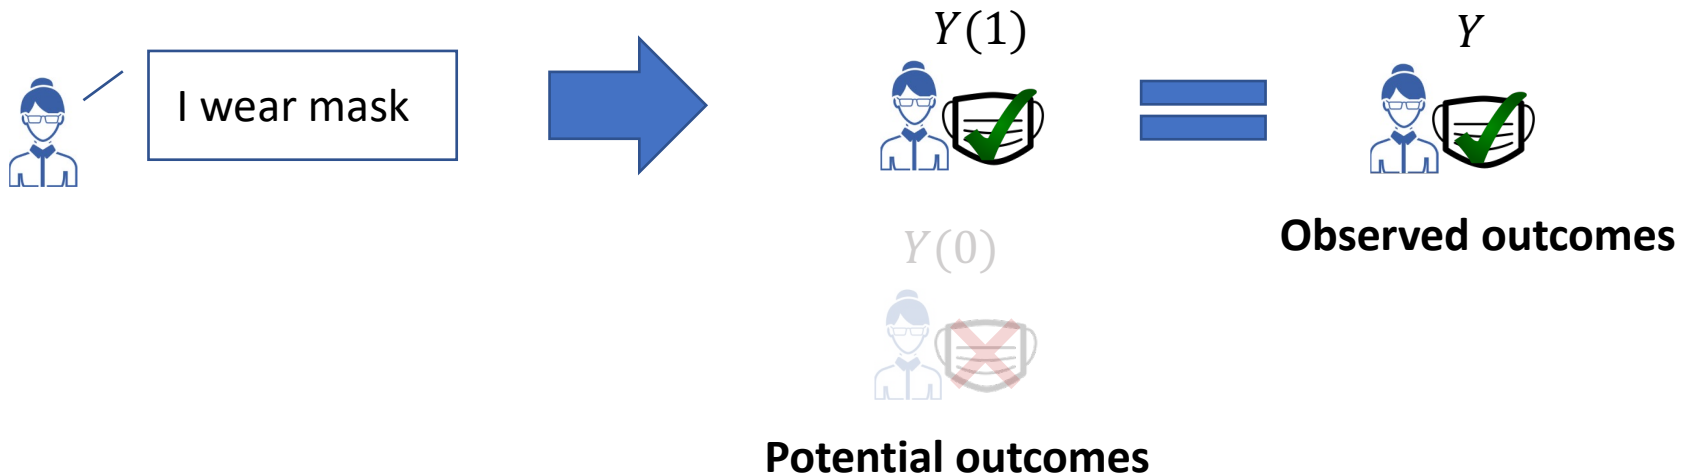 I wear mask
Y(1)
Y
Observed outcomes
Y(0)
Potential outcomes